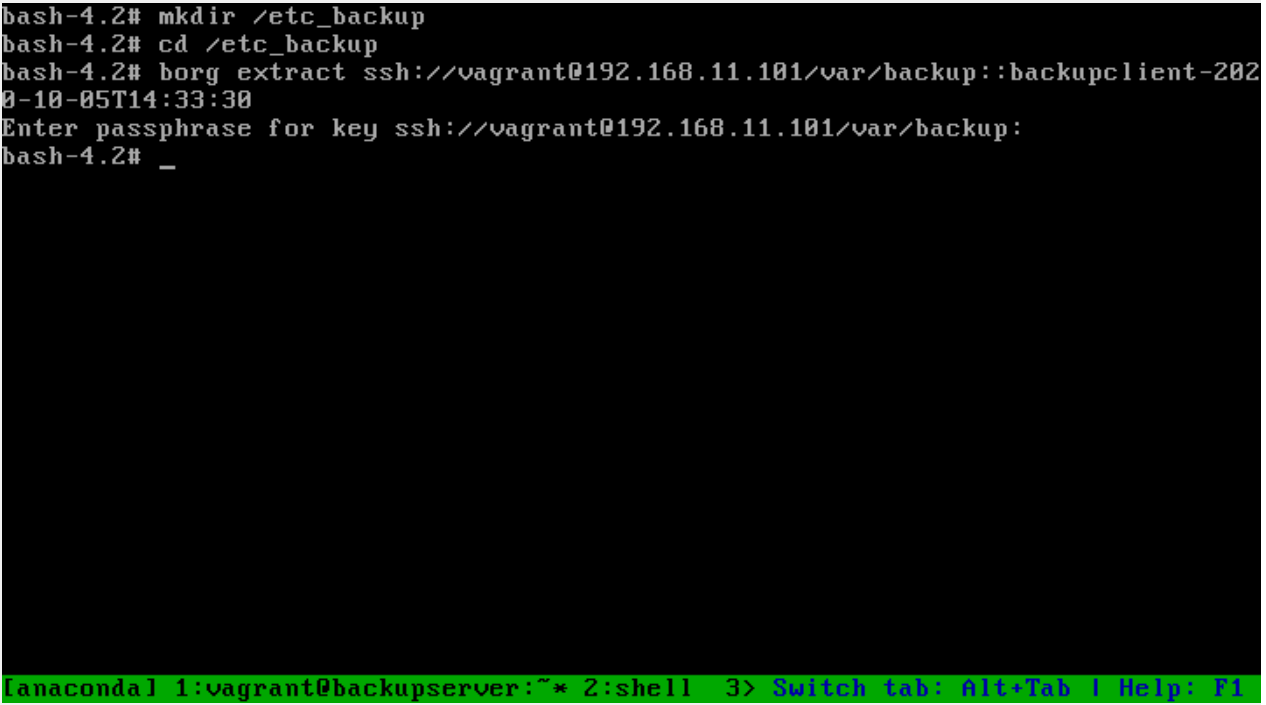 bash-4.2# mkdir /etc_backup
bash-4.2# cd /etc_backup
bash-4.2# borg extract ssh://vagrant@192.168.11.101/var/backup::backupclient-202
0-10-05T14:33:30
Enter passphrase for key ssh://vagrant@192.168.11.101/var/backup:
bash-4.2# _
[anaconda] 1:vagrant@backupserver:~* 2:shell  3> Switch tab: Alt+Tab | Help: F1